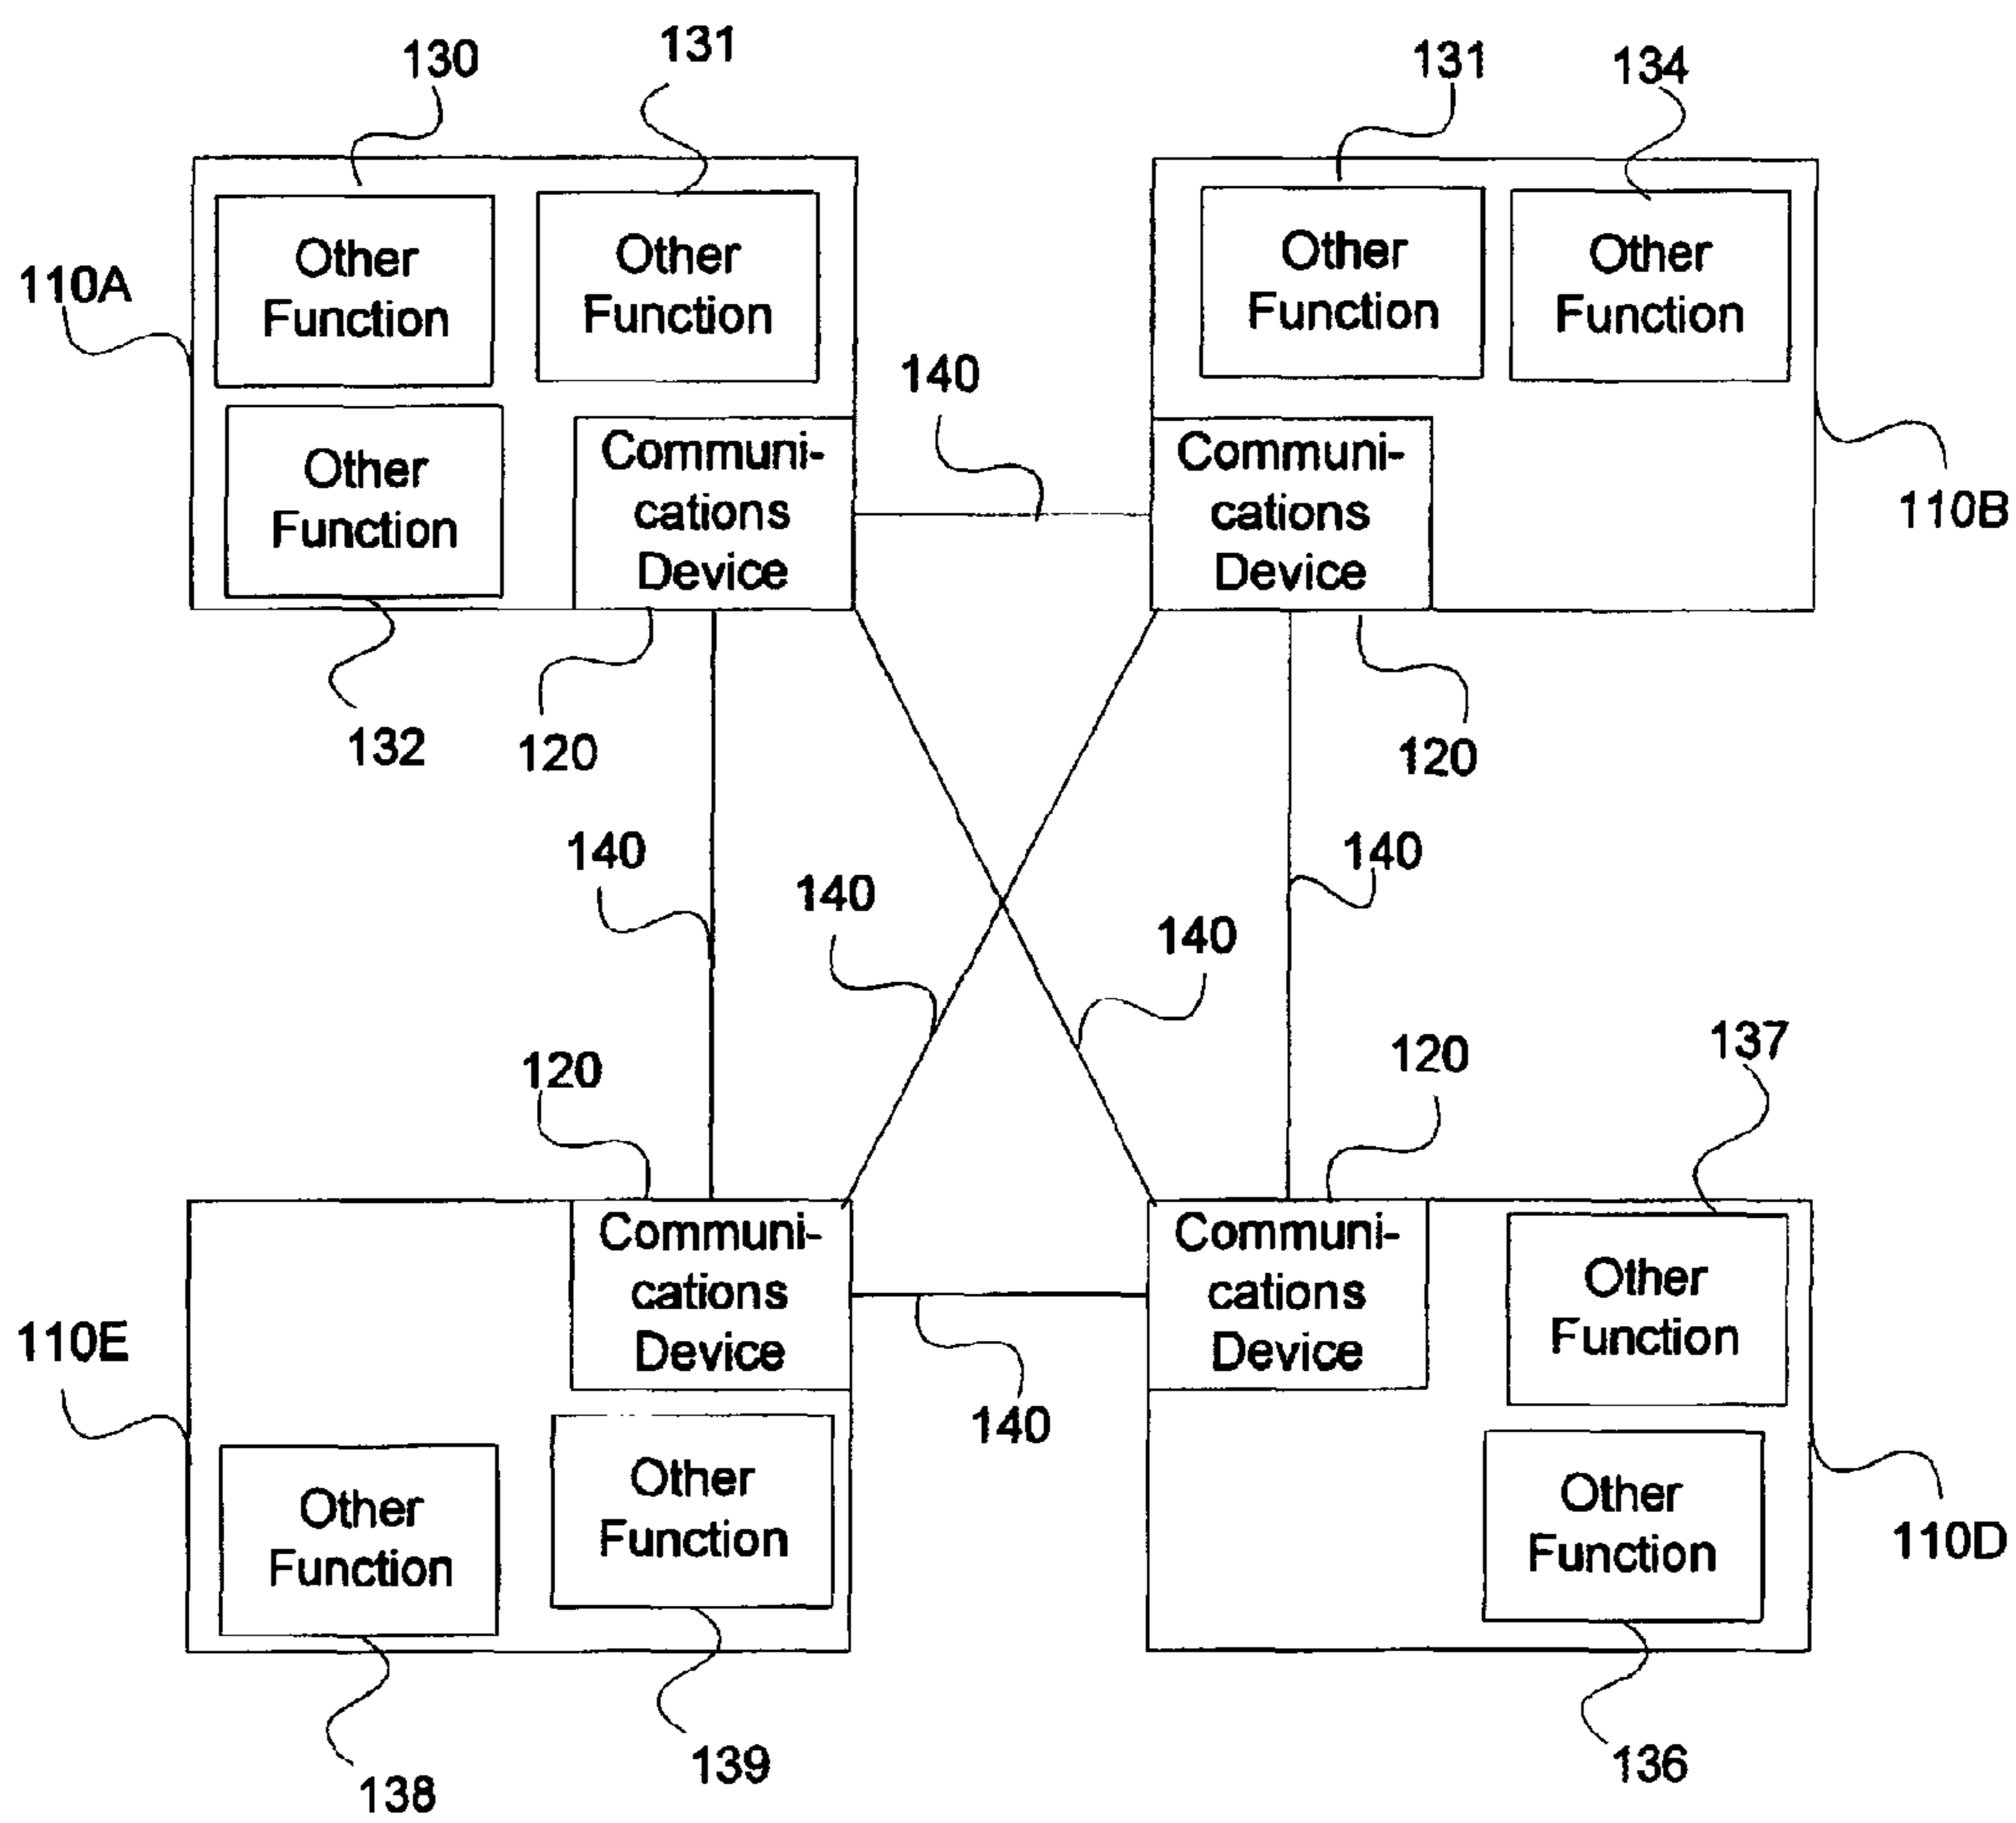 130
131
131
134
110A
Other
Function
Other
Function
Other
Function
Other
Function
140
Other
Function
Communi-
cations
Device
Communi-
cations
Device
110B
132
120
120
140
140
140
140
120
120
137
Communi-
cations
Device
Communi-
cations
Device
Other
Function
110E
140
Other
Function
Other
Function
Other
Function
110D
138
139
136